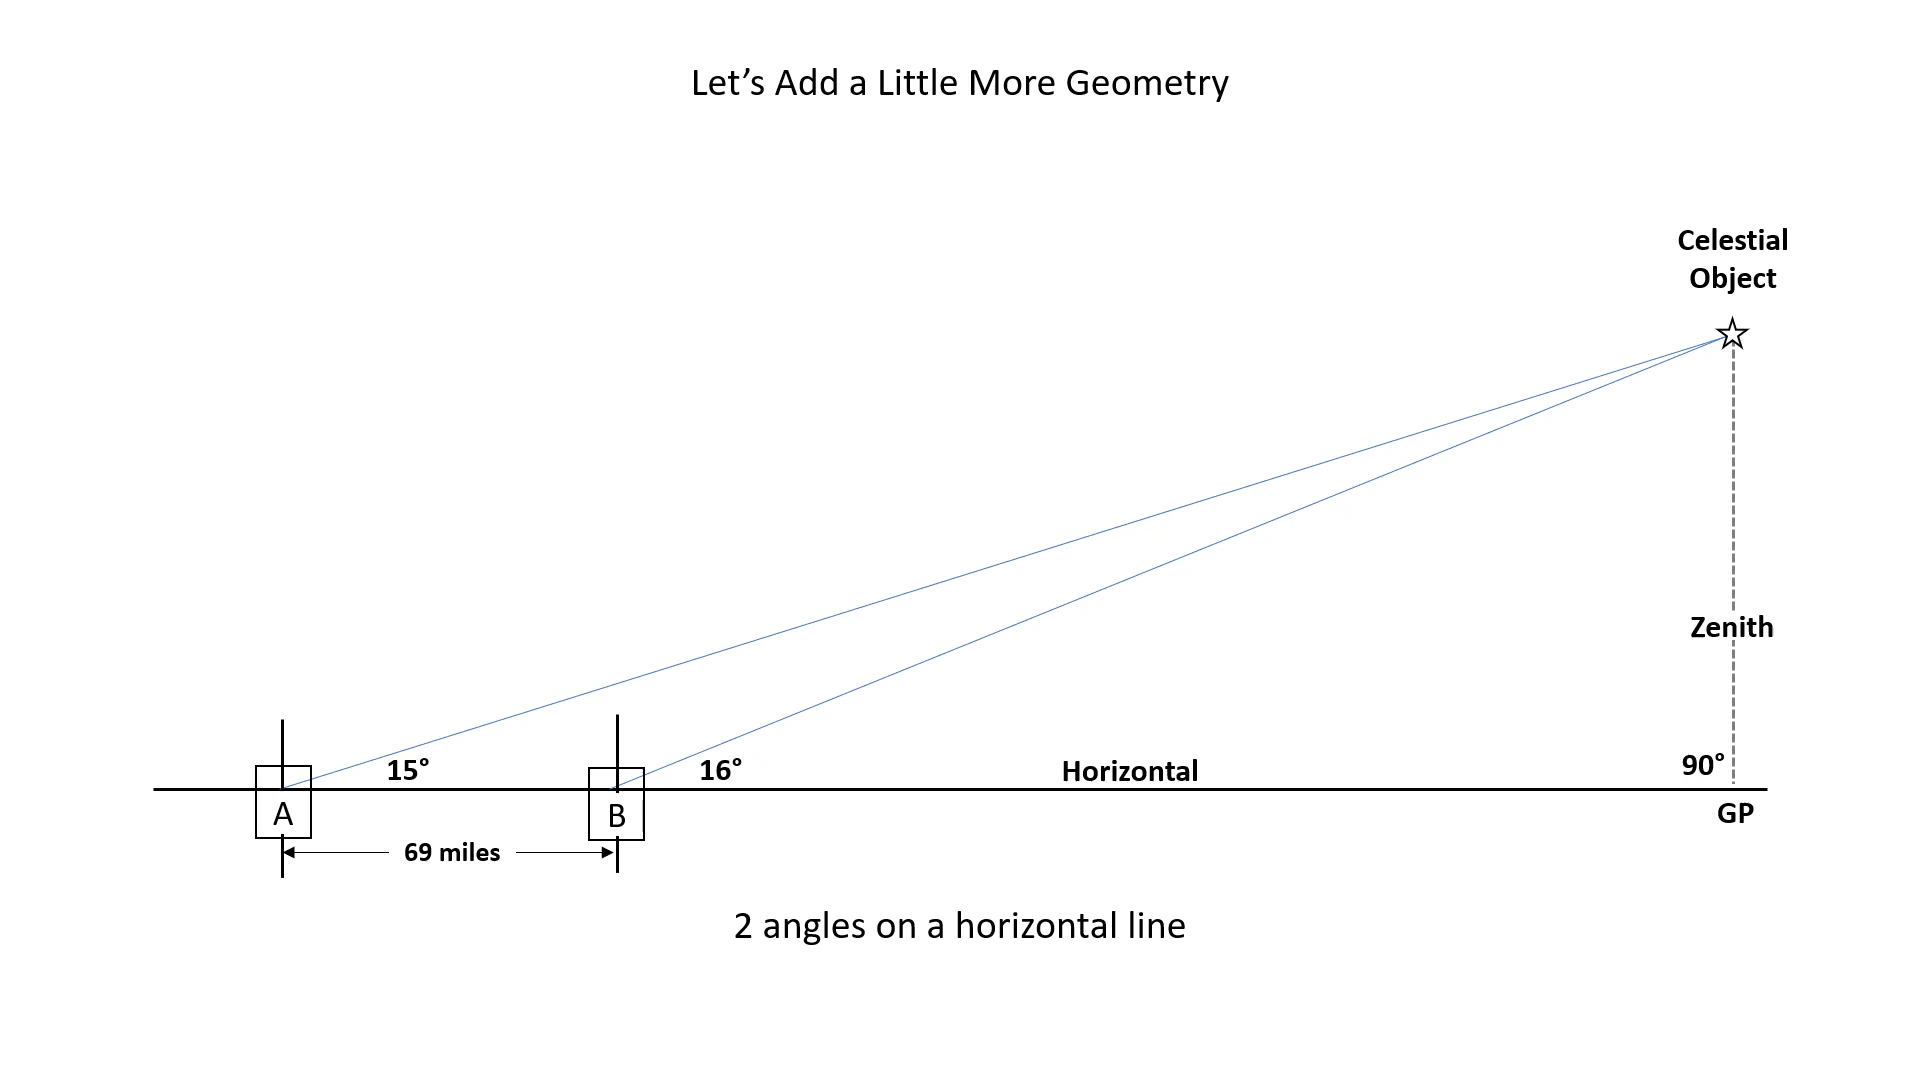 Let’s Add a Little More Geometry
Celestial
Object
Zenith
15°
16°
Horizontal
90°
A
B
GP
69 miles
2 angles on a horizontal line